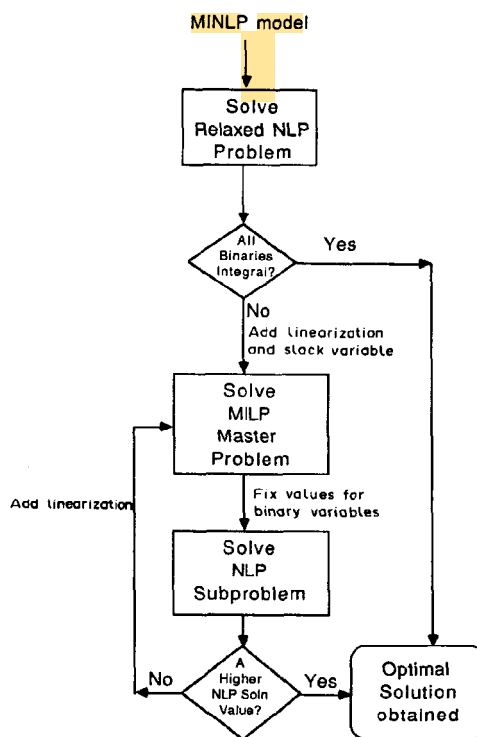 MINLP model
Solve
Relaxed NLP
Problem
All
Binaries
Integral?
Yes
No
Add linearization
and slack variable
Solve
MILP
Master
Problem
Add linearization
Fix values for
binary variables
Solve
NLP
Subproblem
A
Higher
NLP Soln
Value?
No
Yes
Optimal
Solution
obtained